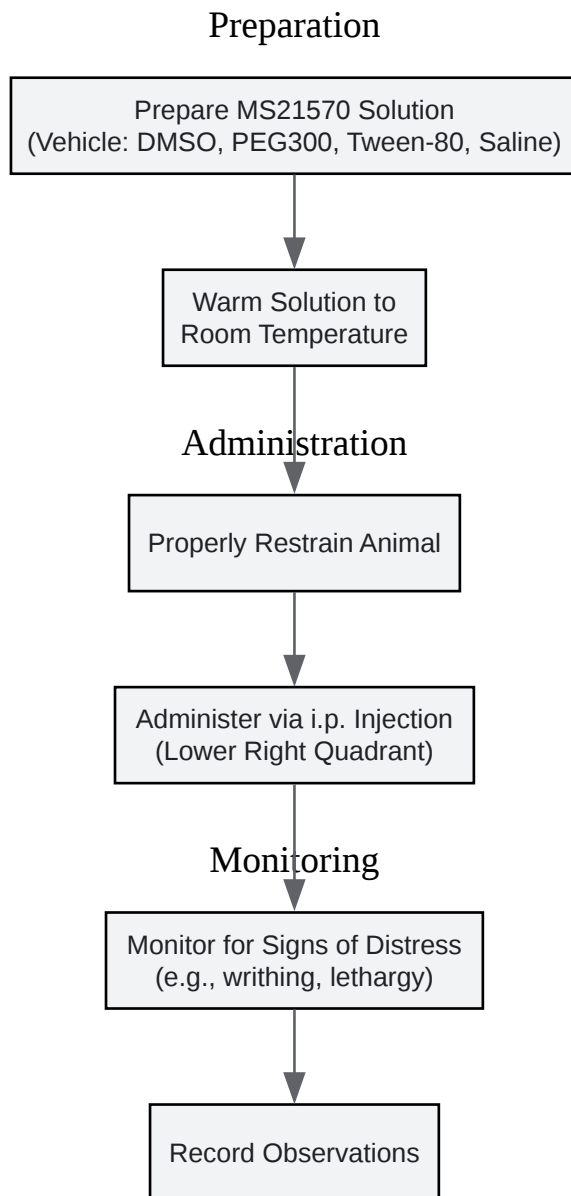 Preparation
Prepare MS21570 Solution
(Vehicle: DMSO, PEG300, Tween-80, Saline)
Warm Solution to
Room Temperature
Administration
Properly Restrain Animal
Administer via i.p. Injection
(Lower Right Quadrant)
Monitoring
Monitor for Signs of Distress
(e.g., writhing, lethargy)
Record Observations